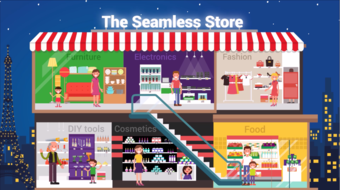 The Seamless Store
Furniture
Electronics
Fashion
DIY tools
Cosmetics
Food